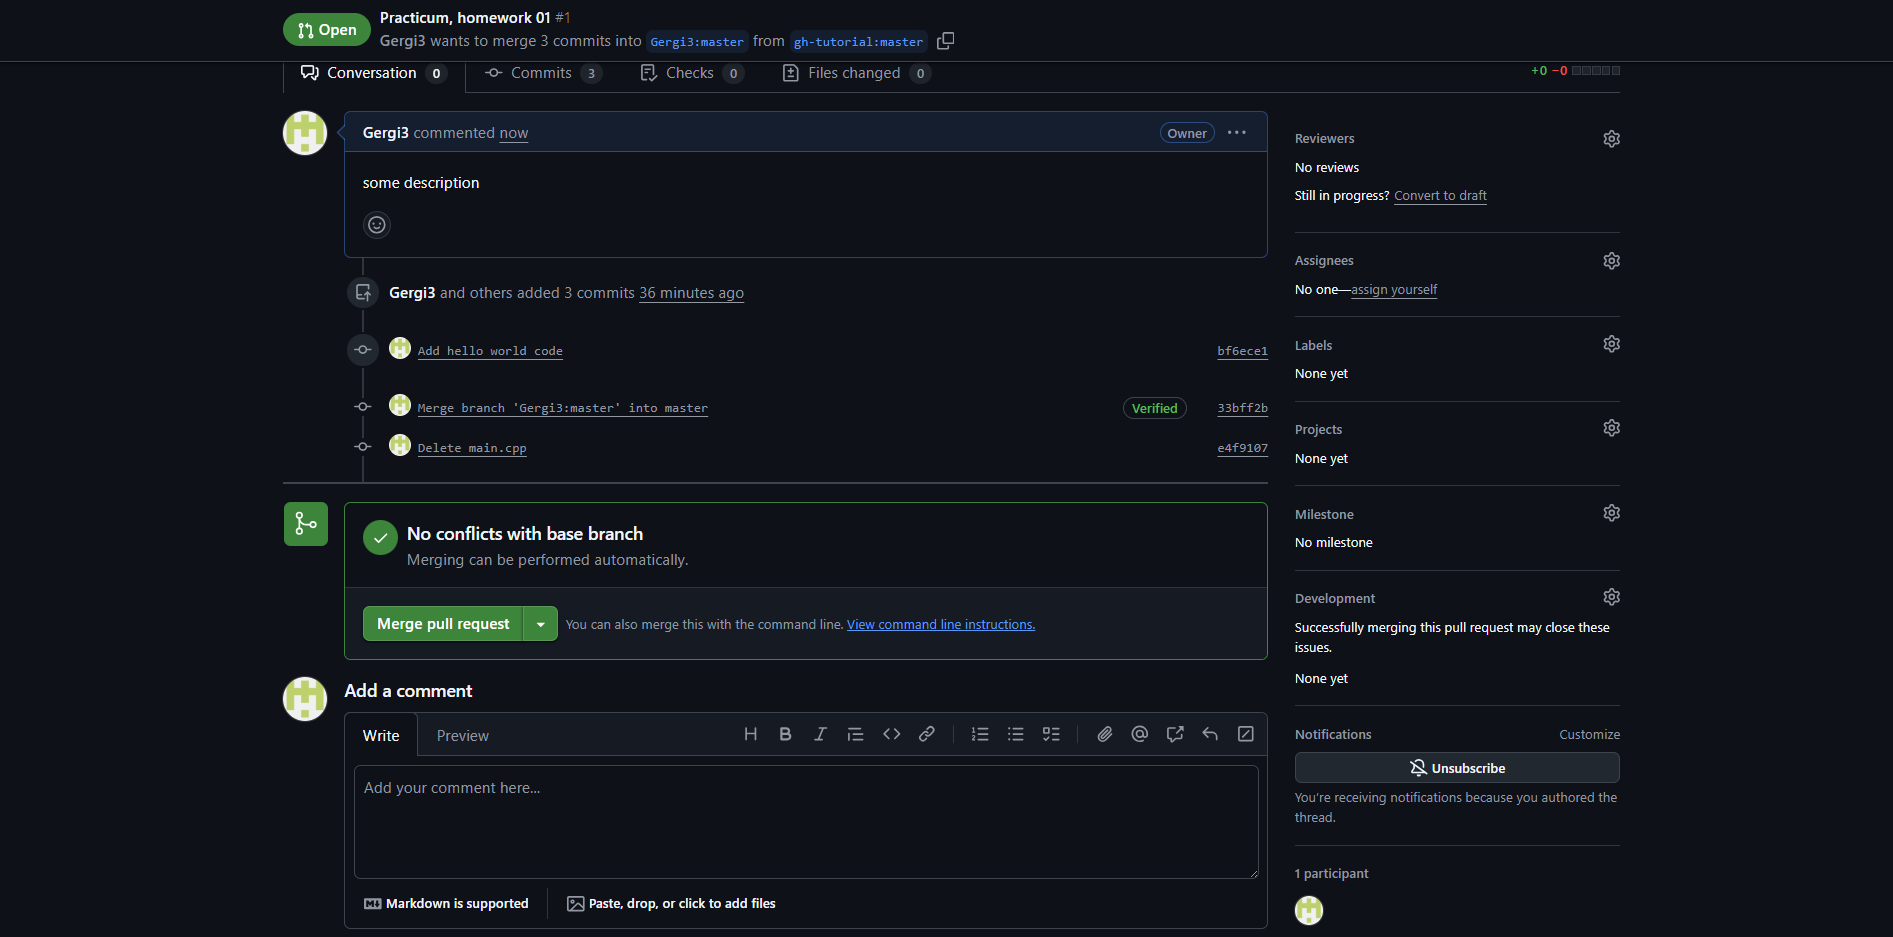 Open
Practicum, homework 01 #1
Gergi3 wants to merge 3 commits into Gergi3:master from gh-tutorial:master
Conversation 0
Commits 3
Checks 0
Files changed 0
+0 −0
Gergi3 commented now
Owner
some description
Gergi3 and others added 3 commits 36 minutes ago
Add hello world code
bf6ece1
Merge branch 'Gergi3:master' into master
Verified
33bff2b
Delete main.cpp
e4f9107
No conflicts with base branch
Merging can be performed automatically.
Merge pull request
You can also merge this with the command line. View command line instructions.
Add a comment
Write
Preview
Add your comment here...
Markdown is supported
Paste, drop, or click to add files
Reviewers
No reviews
Still in progress? Convert to draft
Assignees
No one—assign yourself
Labels
None yet
Projects
None yet
Milestone
No milestone
Development
Successfully merging this pull request may close these
issues.
None yet
Notifications
Customize
Unsubscribe
You're receiving notifications because you authored the
thread.
1 participant